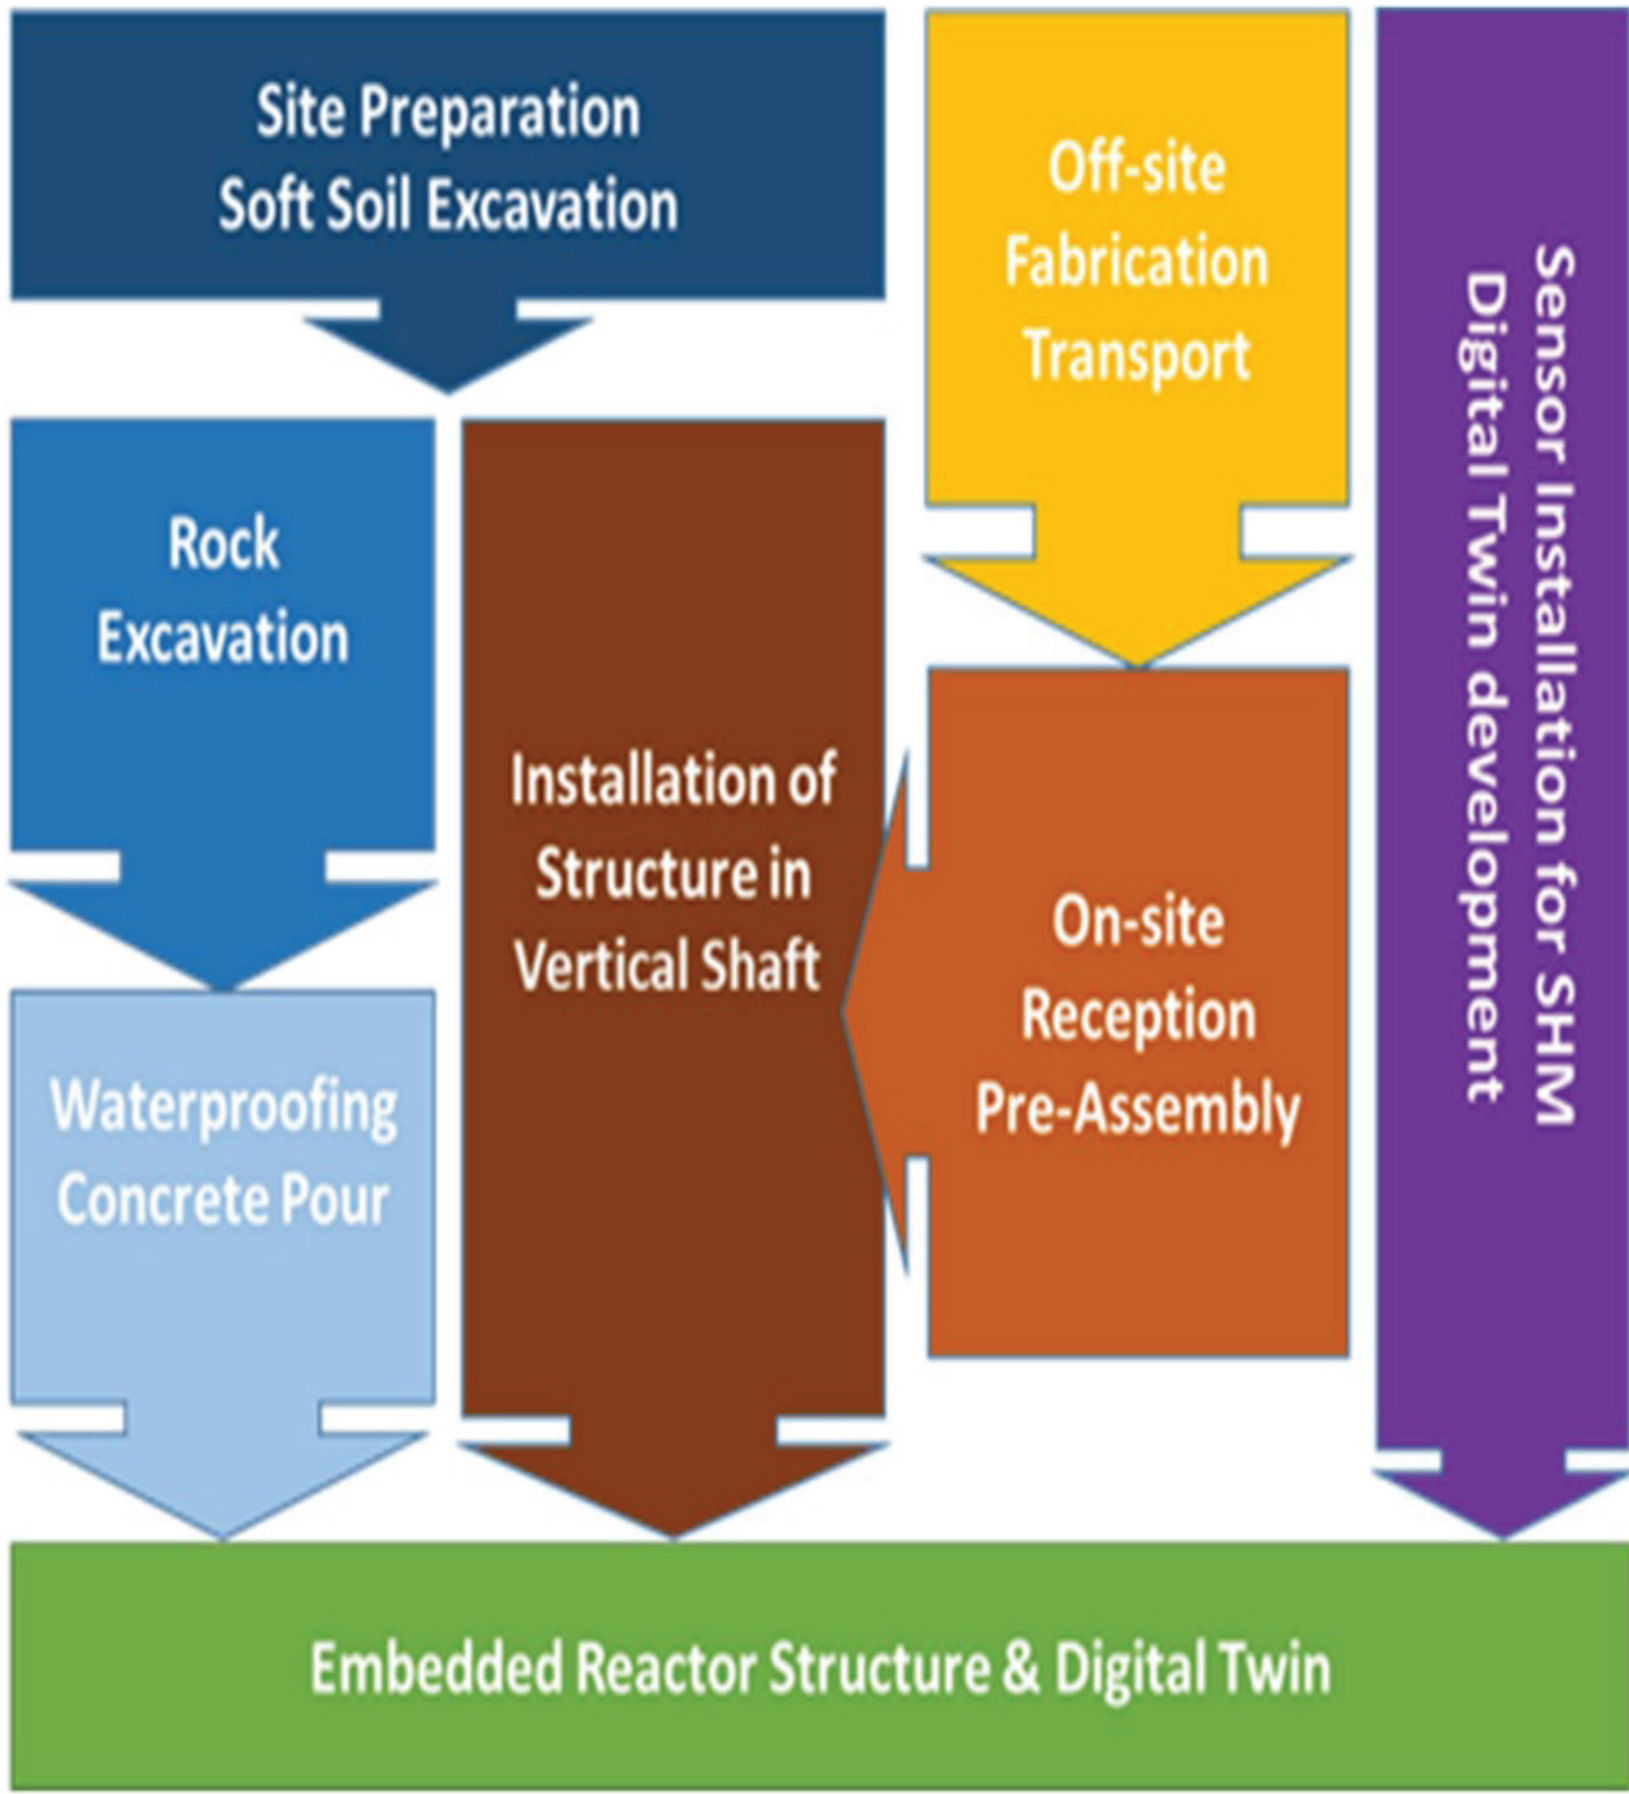 Site Preparation
Soft Soil Excavation
Off-site
Fabrication
Transport
Sensor Installation for SHM
Digital Twin development
Rock
Excavation
Installation of
Structure in
Vertical Shaft
On-site
Reception
Pre-Assembly
Waterproofing
Concrete Pour
Embedded Reactor Structure & Digital Twin